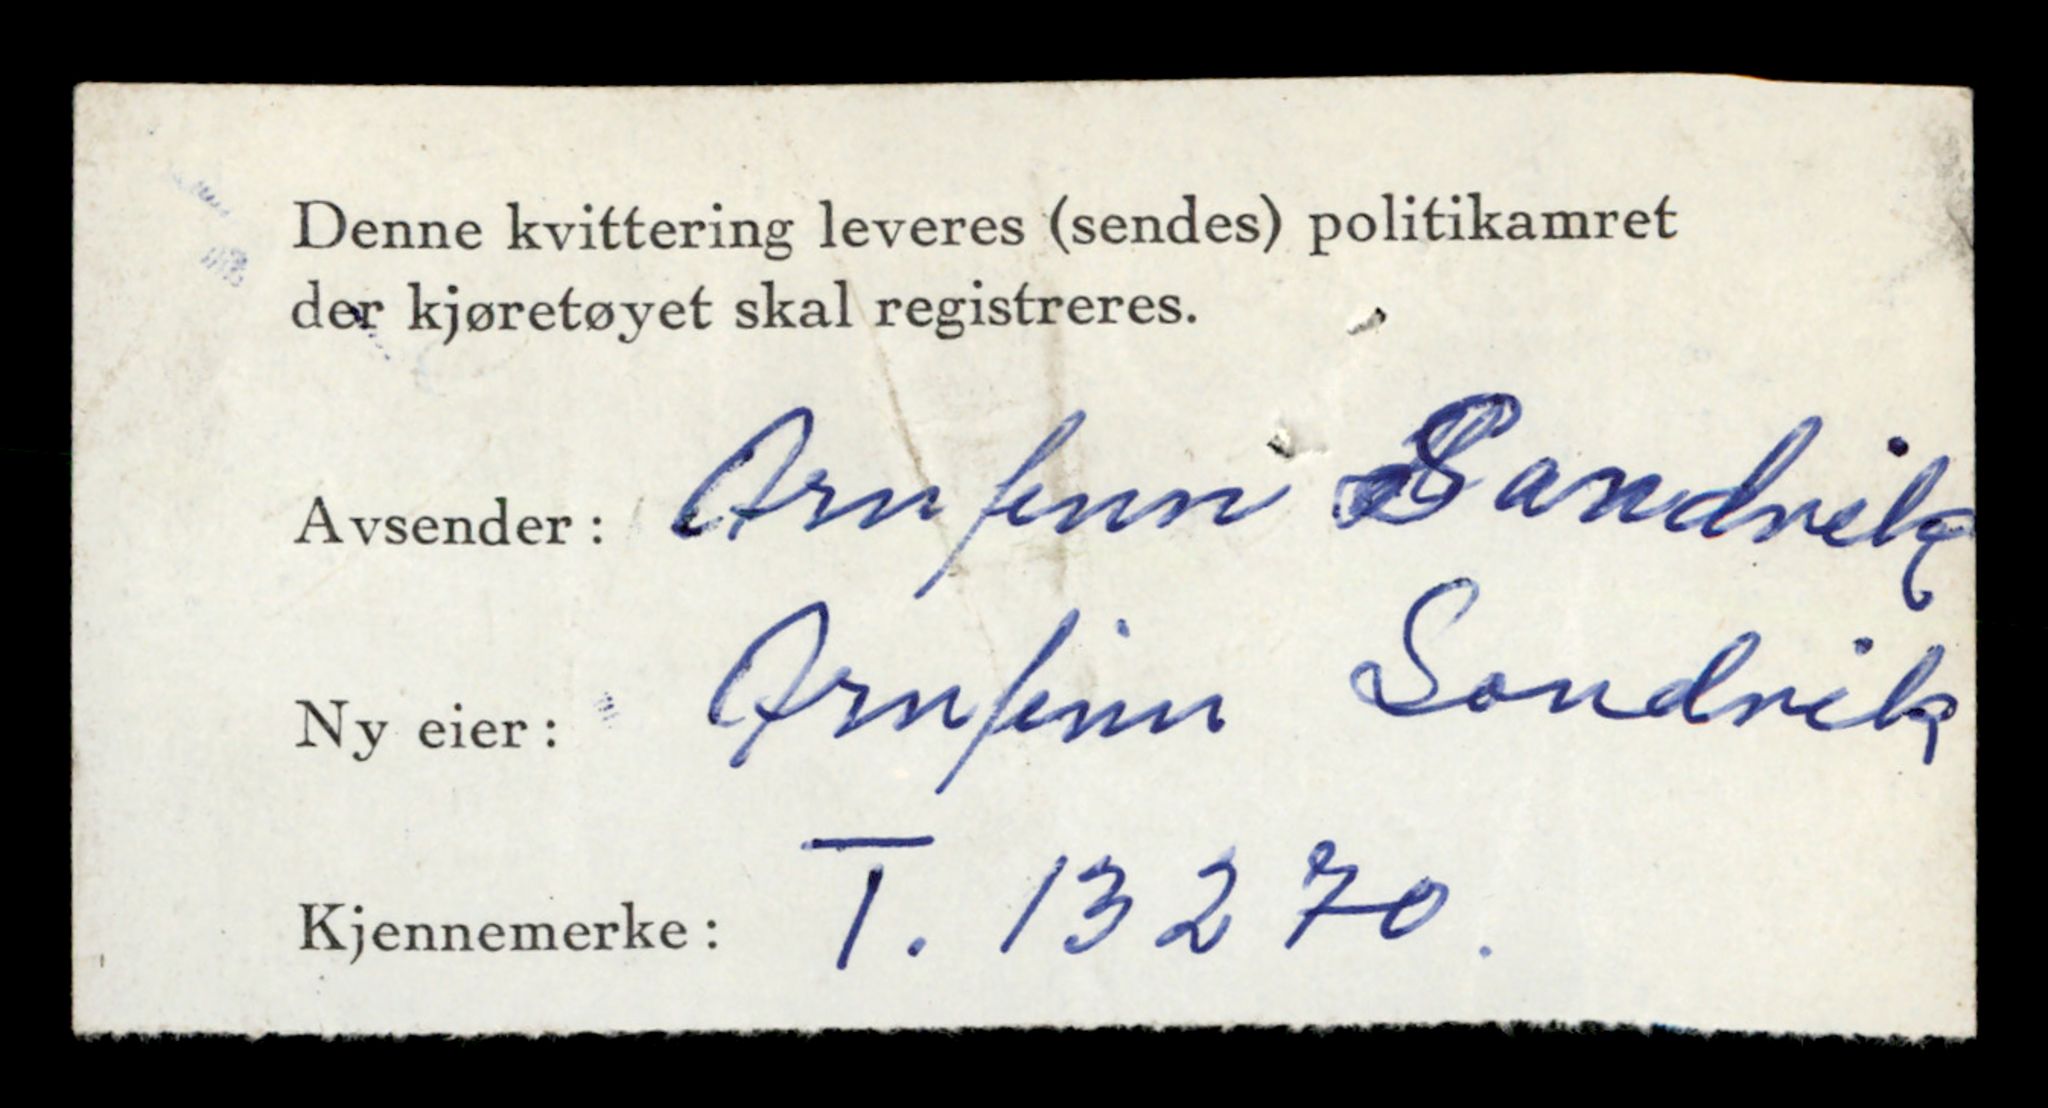 Denne kvittering leveres (sendes) politikamret
der kjøretøyet skal registreres.
Avsender: Arnfinn Sandvik
Ny eier: Arnfinn Sandvik
Kjennemerke: T. 13270.